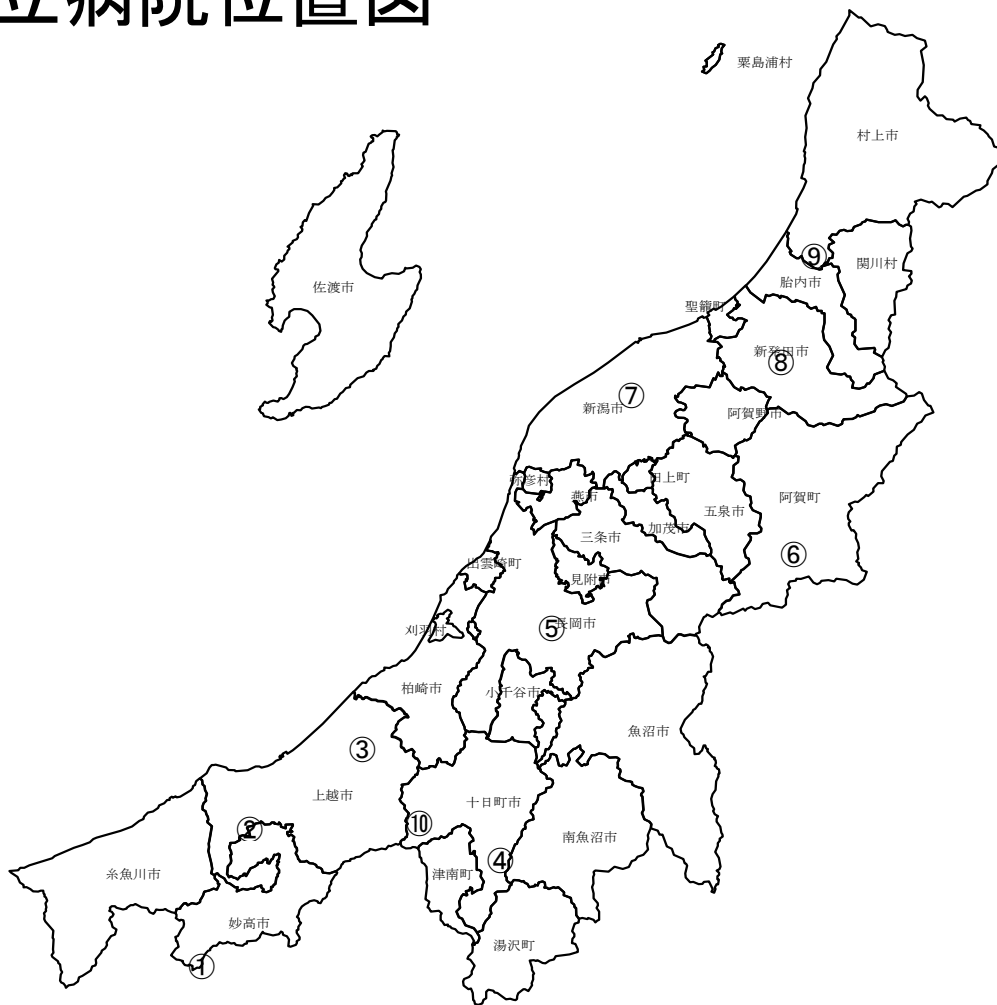 立病院位置図
粟島浦村
村上市
⑨
関川村
胎内市
佐渡市
聖籠町
新発田市
⑧
⑦
新潟市
阿賀野市
弥彦村
燕市
田上町
阿賀町
五泉市
加茂市
三条市
⑥
出雲崎町
見附市
⑤
長岡市
刈羽村
柏崎市
小千谷市
魚沼市
③
上越市
十日町市
⑩
②
南魚沼市
④
糸魚川市
津南町
妙高市
湯沢町
①